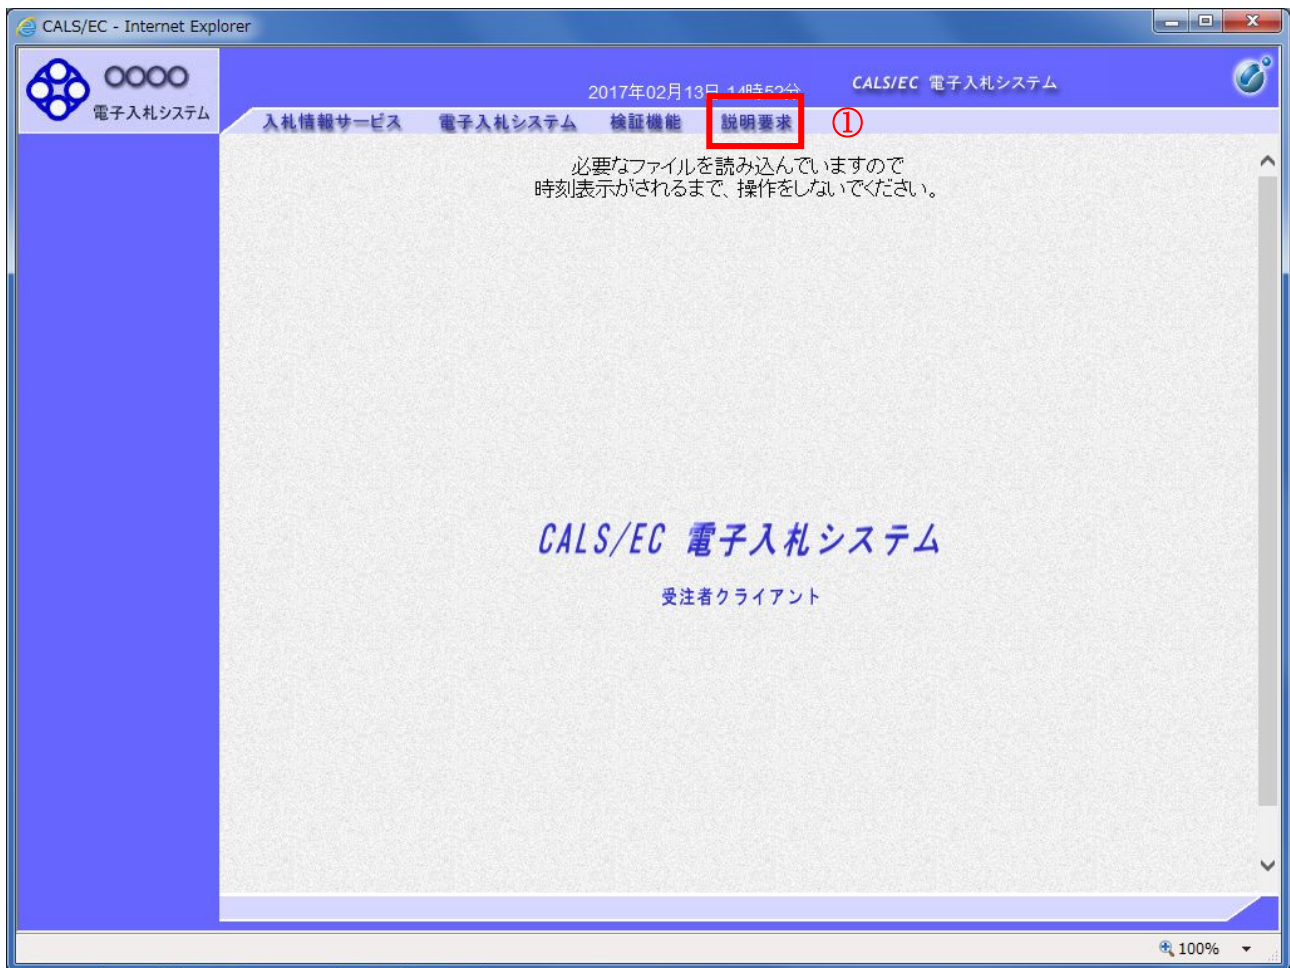 CALS/EC - Internet Explorer
○○○○
電子入札システム
2017年02月13日 14時52分
CALS/EC 電子入札システム
入札情報サービス 電子入札システム 検証機能 説明要求 ①
必要なファイルを読み込んでいますので
時刻表示がされるまで、操作をしないでください。
CALS/EC 電子入札システム
受注者クライアント
100%